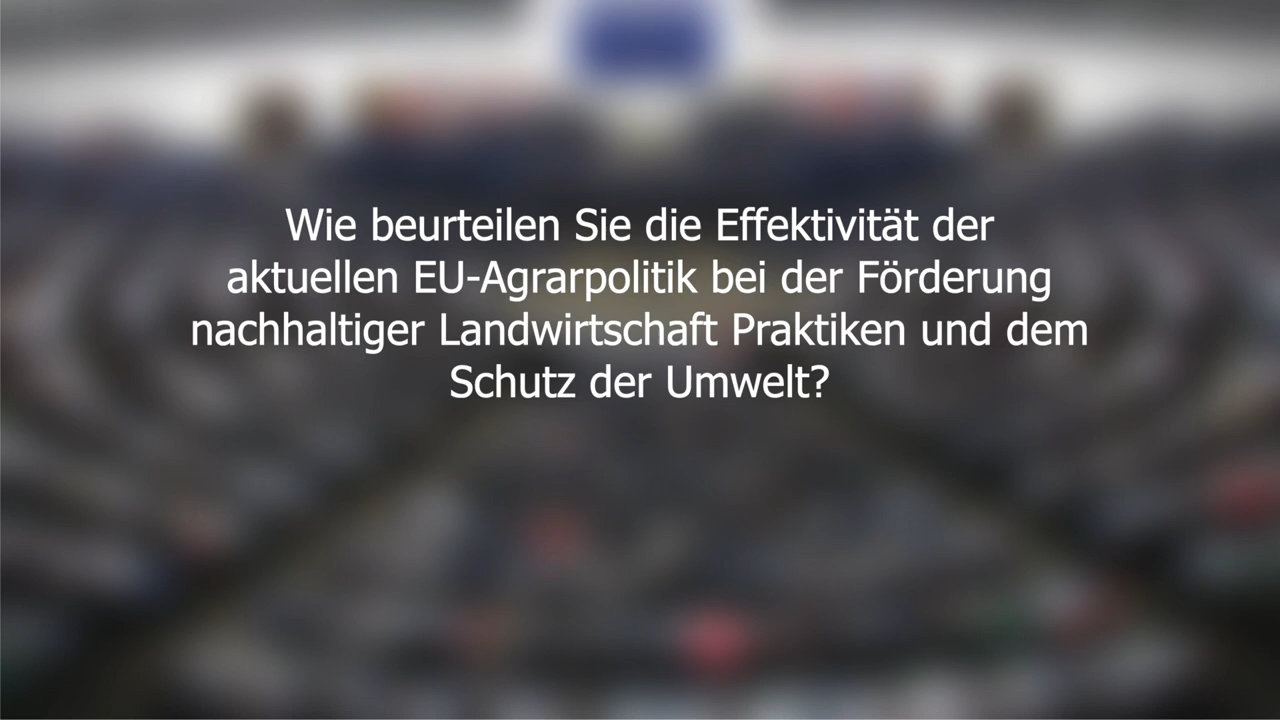 Wie beurteilen Sie die Effektivität der
aktuellen EU-Agrarpolitik bei der Förderung
nachhaltiger Landwirtschaft Praktiken und dem
Schutz der Umwelt?